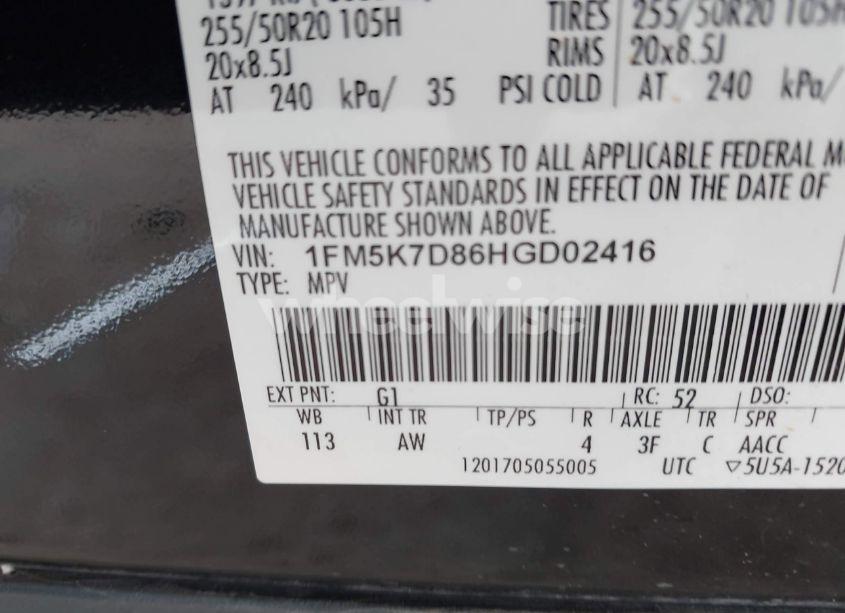 255/50R20 105H TIRES 255/50R20 105H
20x8.5J RIMS 20x8.5J
AT 240 kPa/ 35 PSI COLD AT 240 kPa/
THIS VEHICLE CONFORMS TO ALL APPLICABLE FEDERAL
VEHICLE SAFETY STANDARDS IN EFFECT ON THE DATE OF
MANUFACTURE SHOWN ABOVE.
VIN: 1FM5K7D86HGD02416
TYPE: MPV
wheelwise
EXT PNT: G1 RC: 52 DSO:
WB INT TR TP/PS R AXLE TR SPR
113 AW 4 3F C AACC
1201705055005 UTC ▽5U5A-1520